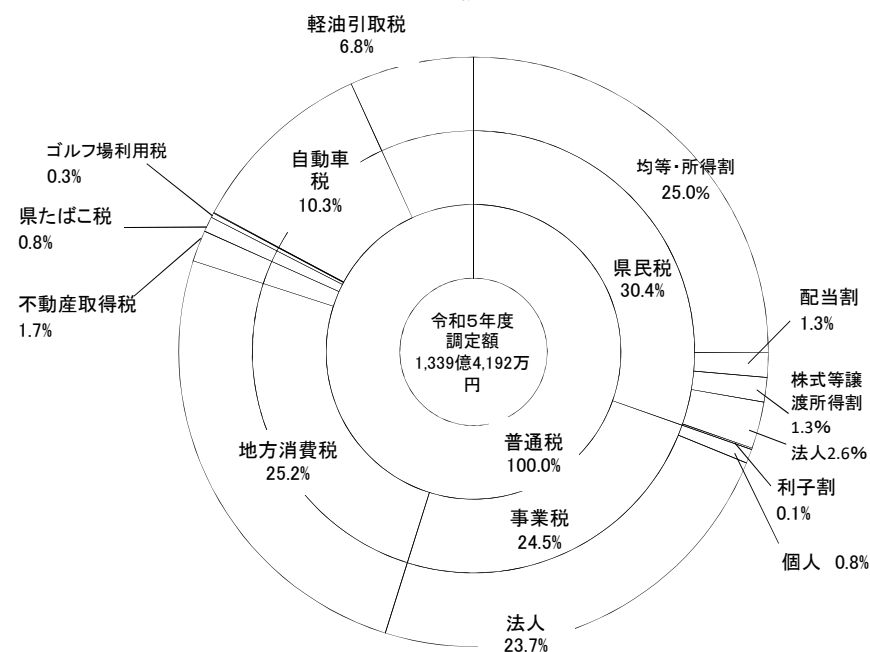 軽油引取税
6.8%
ゴルフ場利用税
0.3%
県たばこ税
0.8%
不動産取得税
1.7%
自動車
税
10.3%
均等・所得割
25.0%
県民税
30.4%
配当割
1.3%
株式等譲
渡所得割
1.3%
法人2.6%
利子割
0.1%
個人 0.8%
令和5年度
調定額
1,339億4,192万
円
普通税
100.0%
地方消費税
25.2%
事業税
24.5%
法人
23.7%